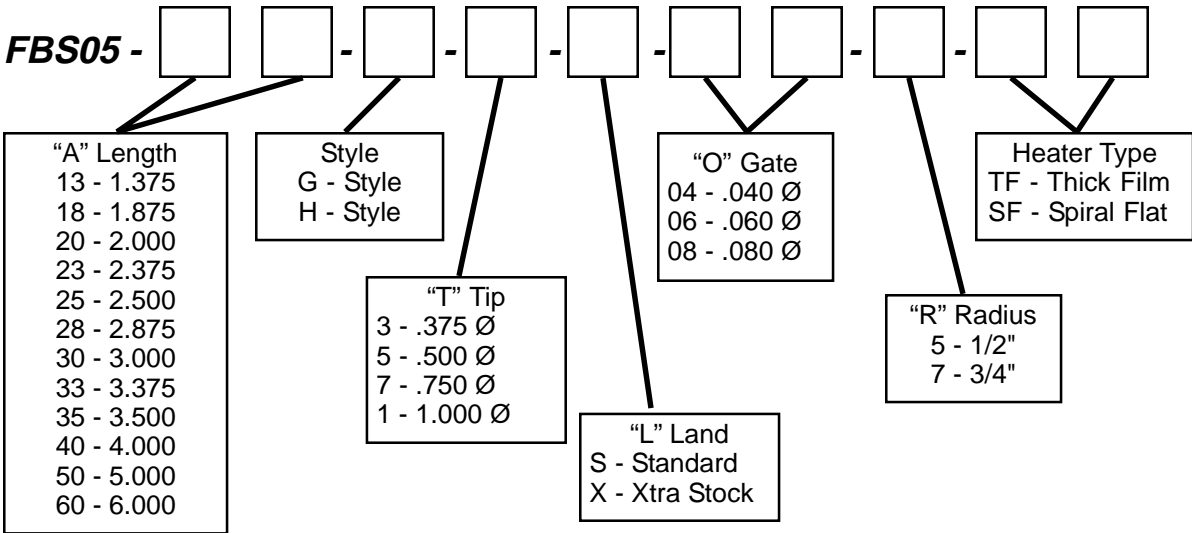 FBS05 - - - - - - -
"A" Length
13 - 1.375
18 - 1.875
20 - 2.000
23 - 2.375
25 - 2.500
28 - 2.875
30 - 3.000
33 - 3.375
35 - 3.500
40 - 4.000
50 - 5.000
60 - 6.000
Style
G - Style
H - Style
“T” Tip
3 - .375 Ø
5 - .500 Ø
7 - .750 Ø
1 - 1.000 Ø
“L” Land
S - Standard
X - Xtra Stock
“O” Gate
04 - .040 Ø
06 - .060 Ø
08 - .080 Ø
“R” Radius
5 - 1/2"
7 - 3/4"
Heater Type
TF - Thick Film
SF - Spiral Flat